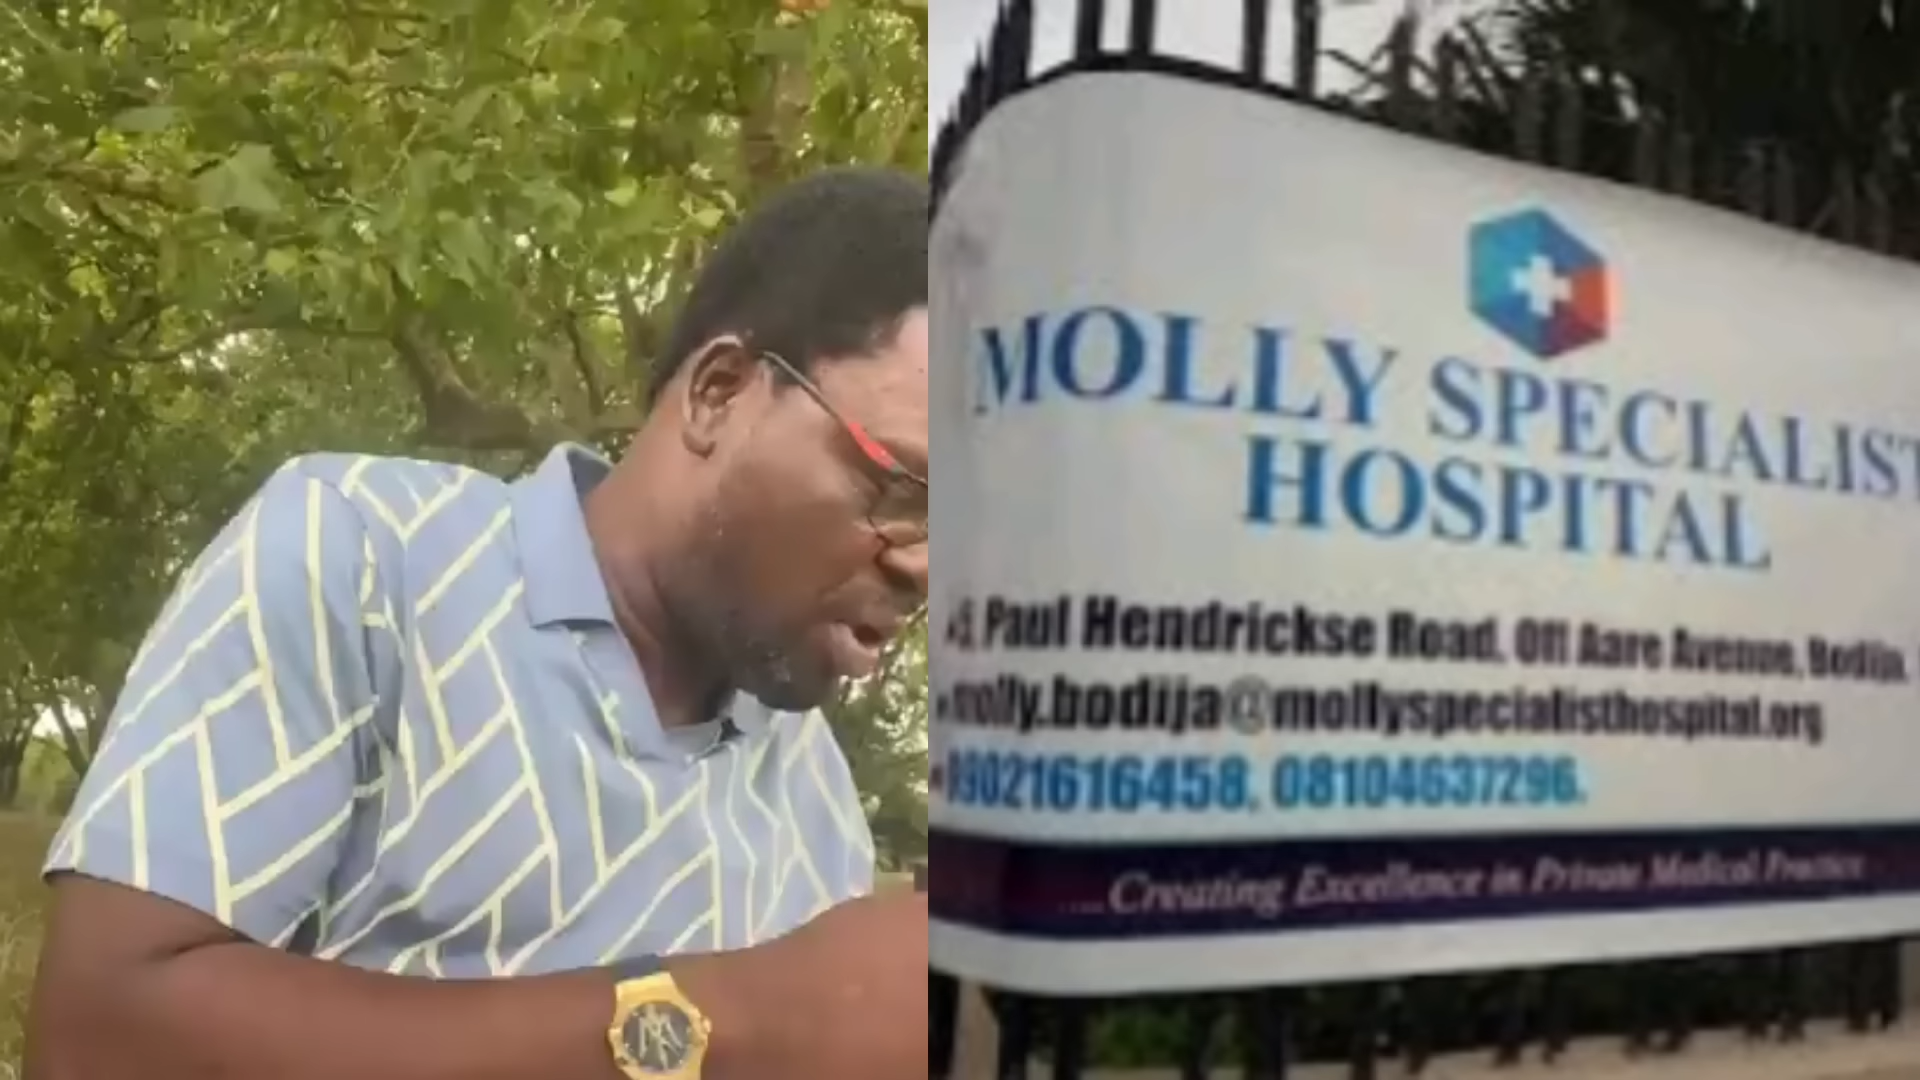 MOLLY SPECIALIST
HOSPITAL
Paul Hendrickse Road, Off Aare Avenue, Bodija,
molly.bodija@mollyspecialisthospital.org
09021616458, 08104637296.
....Creating Excellence in Private Medical Practice